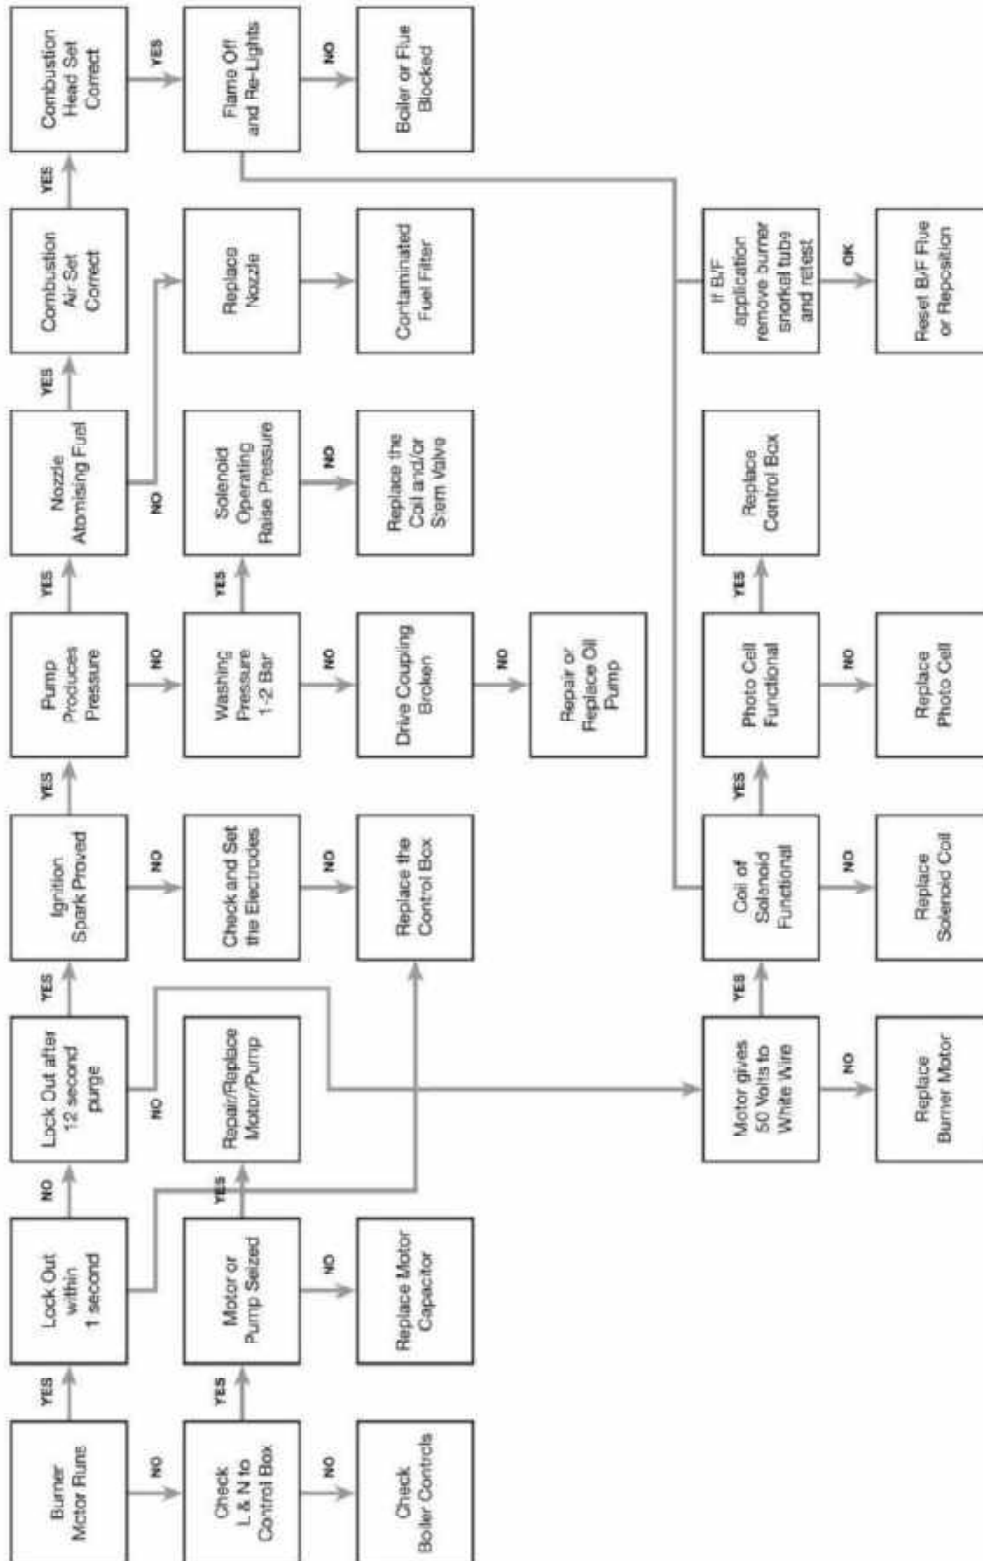 Burner
Motor Runs
YES
Lock Out
within
1 second
NO
Lock Out after
12 second
purge
YES
Ignition
Spark Proved
YES
Pump
Produces
Pressure
YES
Nozzle
Atomising Fuel
YES
Combustion
Air Set
Correct
YES
Combustion
Head Set
Correct
NO
NO
NO
NO
NO
YES
Check
L & N to
Control Box
YES
Motor or
Pump Seized
YES
Repair/Replace
Motor/Pump
Check and Set
the Electrodes
Washing
Pressure
1-2 Bar
YES
Solenoid
Operating
Raise Pressure
Replace
Nozzle
Flame Off
and Re-Lights
NO
NO
NO
NO
NO
NO
Check
Boiler Controls
Replace Motor
Capacitor
Replace the
Control Box
Drive Coupling
Broken
Replace the
Coil and/or
Stem Valve
Contaminated
Fuel Filter
Boiler or Flue
Blocked
NO
Repair or
Replace Oil
Pump
Motor gives
50 Volts to
White Wire
YES
Coil of
Solanoid
Functional
YES
Photo Cell
Functional
YES
Replace
Control Box
If B/F
application
remove burner
snorkel tube
and retest
NO
NO
NO
OK
Replace
Burner Motor
Replace
Solenoid Coil
Replace
Photo Cell
Reset B/F Flue
or Reposition